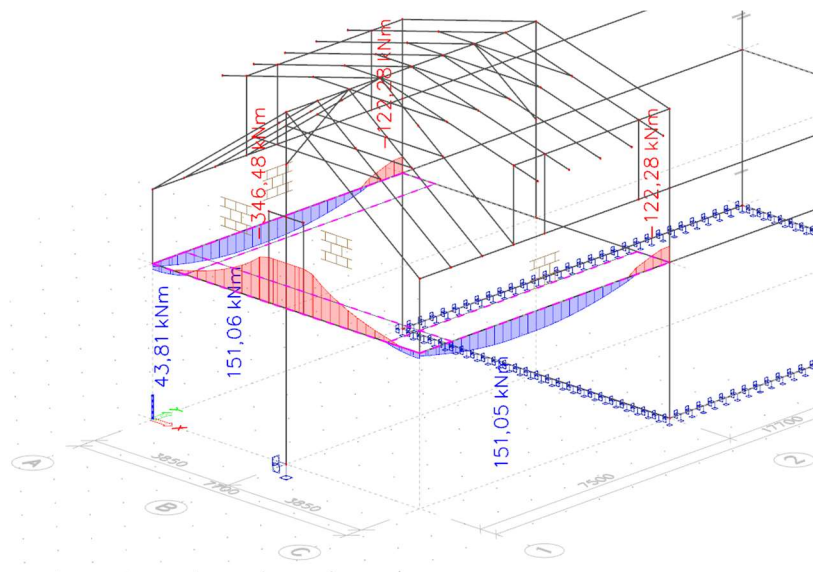 -122,28 kNm
-346,48 kNm
-122,28 kNm
43,81 kNm
151,06 kNm
151,05 kNm
A
B
C
1
2
3850
7700
3850
7500
17700
x